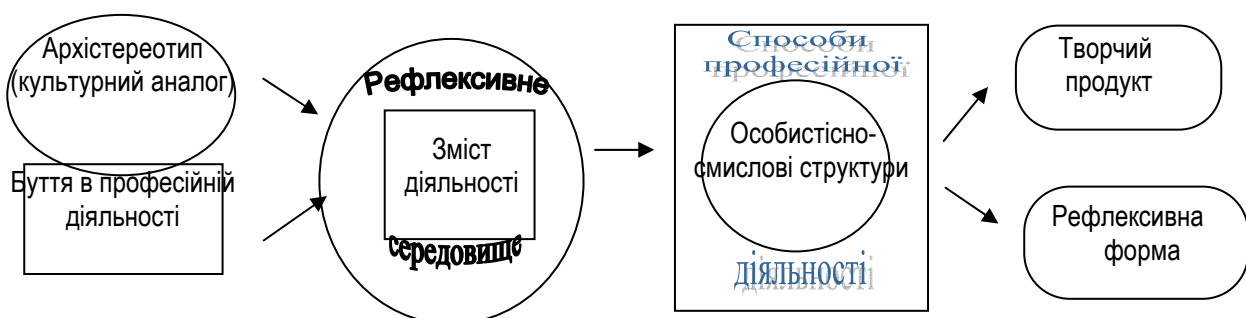 Архістереотип
(культурний аналог)
Буття в професійній
діяльності
Рефлексивне
Зміст
діяльності
середовище
Способи
професійної
Особистісно-
смислові структури
діяльності
Творчий
продукт
Рефлексивна
форма